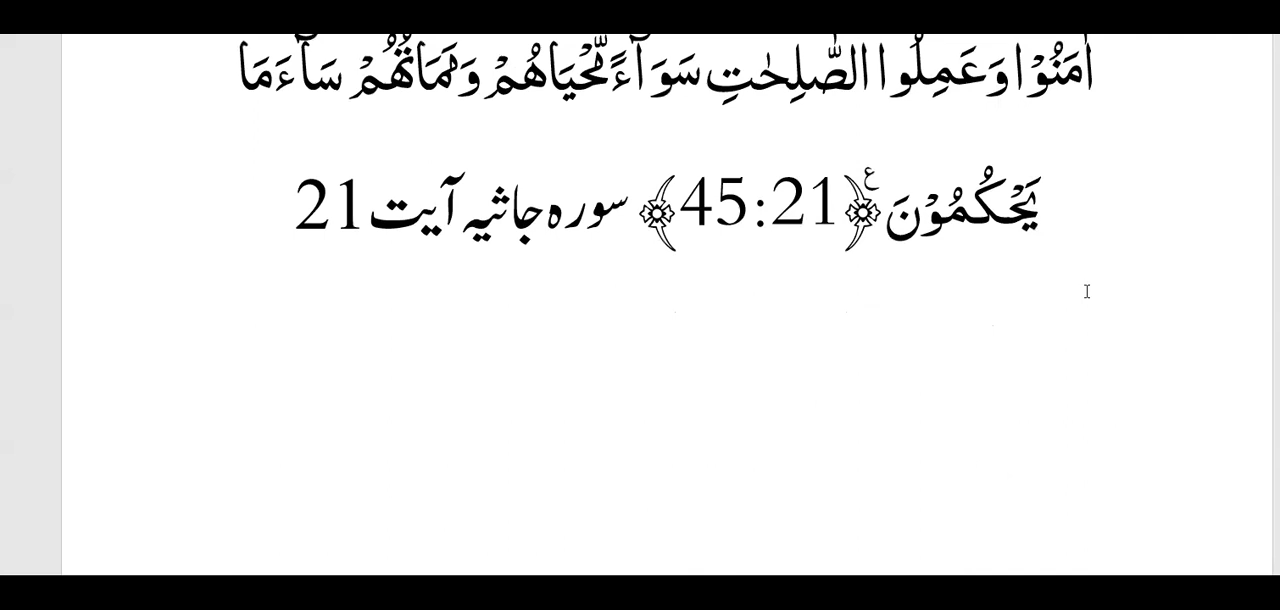 اٰمَنُوْا وَعَمِلُوا الصّٰلِحٰتِ سَوَآءً مَّحْيَاهُمْ وَمَمَاتُهُمْ سَآءَ مَا
يَحْكُمُوْنَ ﴿45:21﴾ۧ سورہ جاثیہ آیت 21